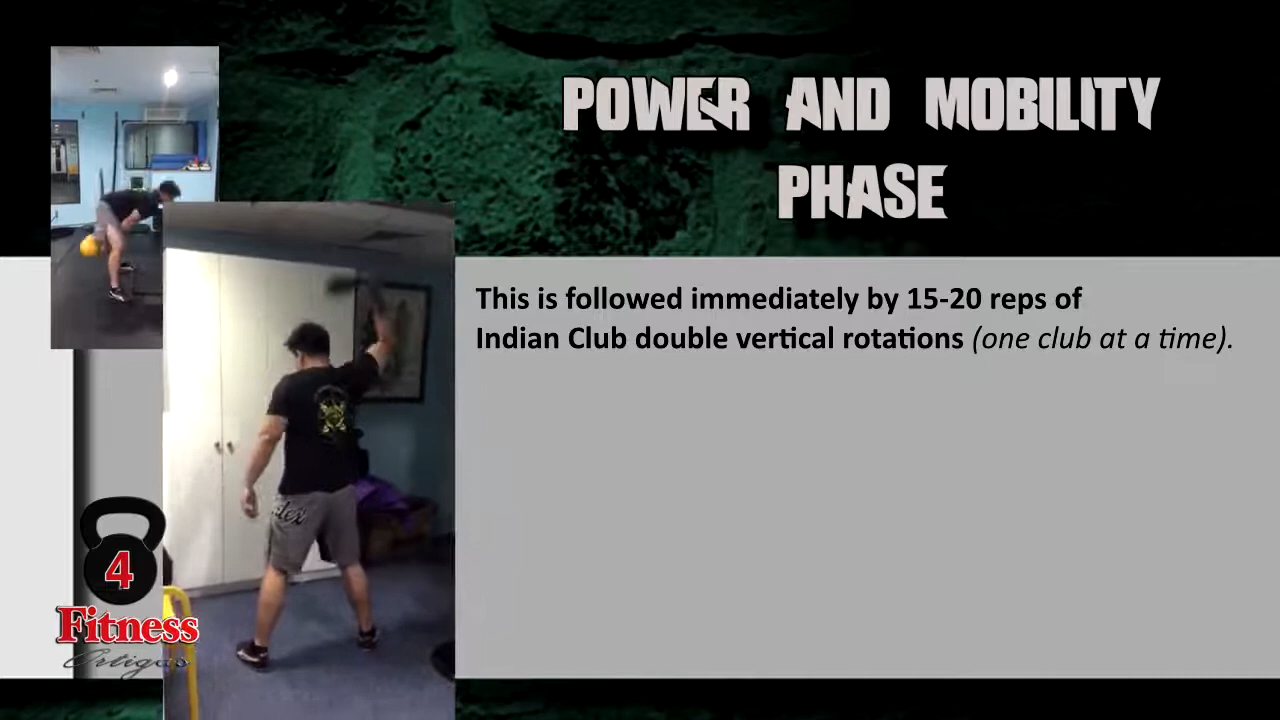 POWER AND MOBILITY
PHASE
This is followed immediately by 15-20 reps of
Indian Club double vertical rotations (one club at a time).
4
Fitness
Ortigas